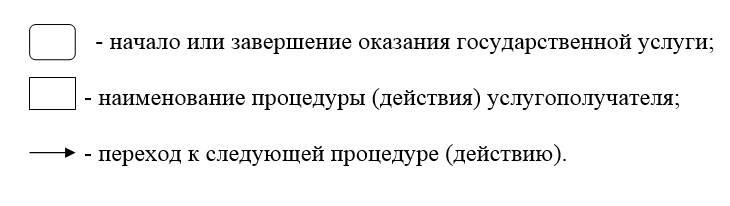 - начало или завершение оказания государственной услуги;
- наименование процедуры (действия) услугополучателя;
- переход к следующей процедуре (действию).